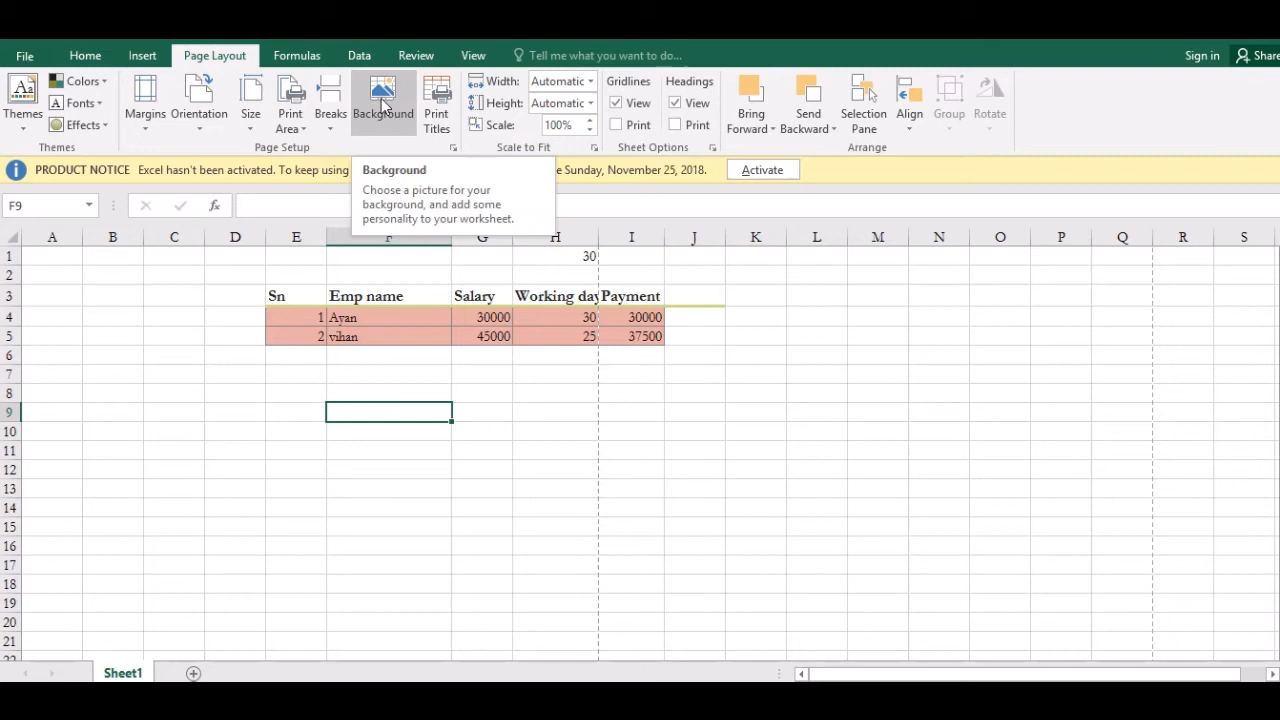 File Home Insert Page Layout Formulas Data Review View Tell me what you want to do... Sign in Share
Aa Colors Width: Automatic Gridlines Headings
Fonts Height: Automatic View View
Themes Effects Margins Orientation Size Print Area Breaks Background Print Titles Scale: 100% Print Print Bring Forward Send Backward Selection Pane Align Group Rotate
Themes Page Setup Scale to Fit Sheet Options Arrange
PRODUCT NOTICE Excel hasn't been activated. To keep using e Sunday, November 25, 2018. Activate
Background
Choose a picture for your
background, and add some
personality to your worksheet.
F9 fx
A B C D E F G H I J K L M N O P Q R S
1 30
2
3 Sn Emp name Salary Working day Payment
4 1 Ayan 30000 30 30000
5 2 vihan 45000 25 37500
6
7
8
9
10
11
12
13
14
15
16
17
18
19
20
21
22
Sheet1